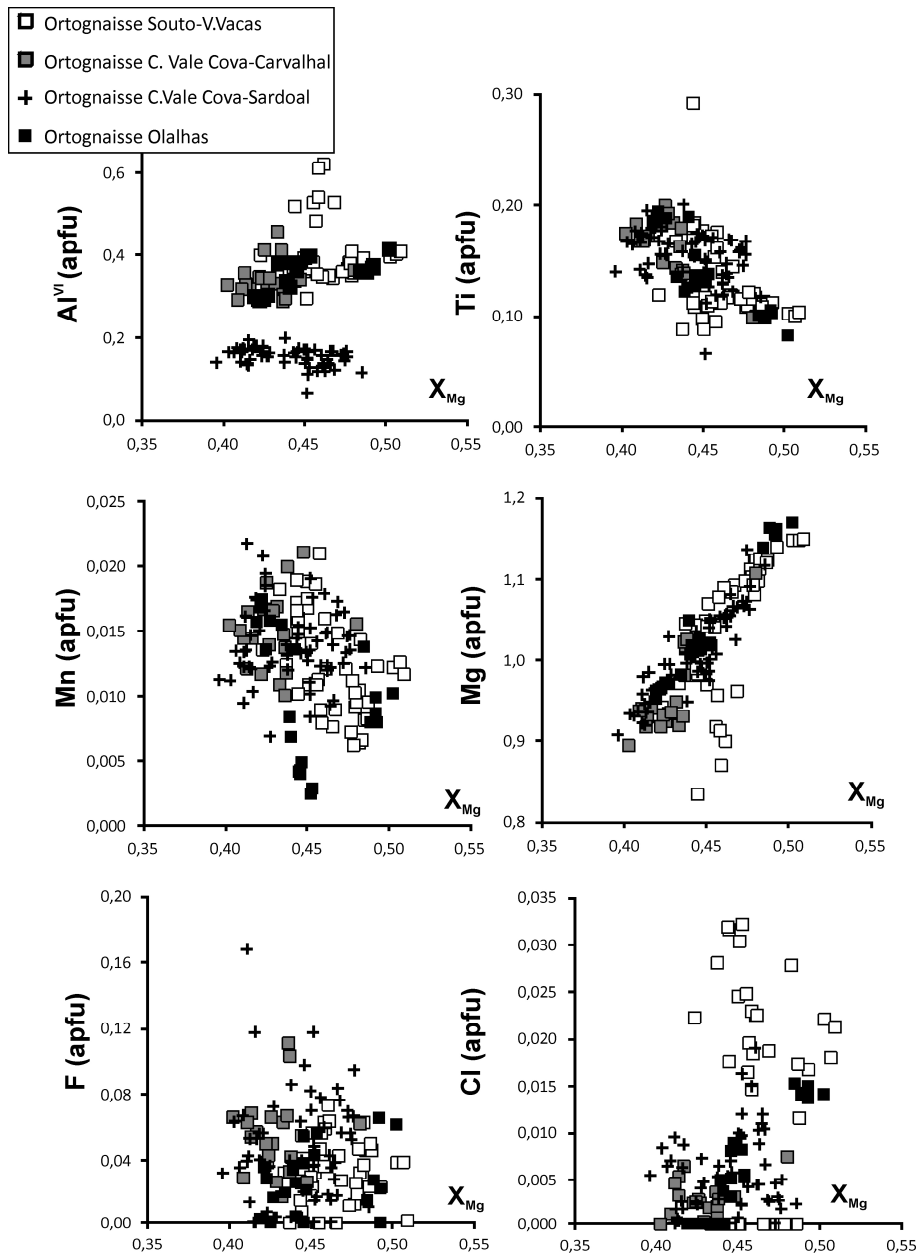 Ortognaisse Souto-V.Vacas
Ortognaisse C. Vale Cova-Carvalhal
Ortognaisse C.Vale Cova-Sardoal
Ortognaisse Olalhas
0,6
0,4
0,2
0,0
Al^VI (apfu)
X_Mg
0,35 0,40 0,45 0,50 0,55
0,30
0,20
0,10
0,00
Ti (apfu)
X_Mg
0,35 0,40 0,45 0,50 0,55
0,025
0,020
0,015
0,010
0,005
0,000
Mn (apfu)
X_Mg
0,35 0,40 0,45 0,50 0,55
1,2
1,1
1,0
0,9
0,8
Mg (apfu)
X_Mg
0,35 0,40 0,45 0,50 0,55
0,20
0,16
0,12
0,08
0,04
0,00
F (apfu)
X_Mg
0,35 0,40 0,45 0,50 0,55
0,035
0,030
0,025
0,020
0,015
0,010
0,005
0,000
Cl (apfu)
X_Mg
0,35 0,40 0,45 0,50 0,55